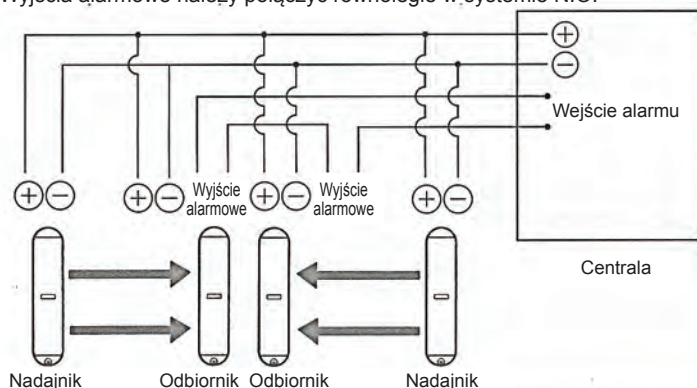 Wyjścia alarmowe należy połączyć równolegle w systemie
+
−
Wejście alarmu
+ − + − Wyjście alarmowe + − Wyjście alarmowe + −
Centrala
Nadajnik Odbiornik Odbiornik Nadajnik